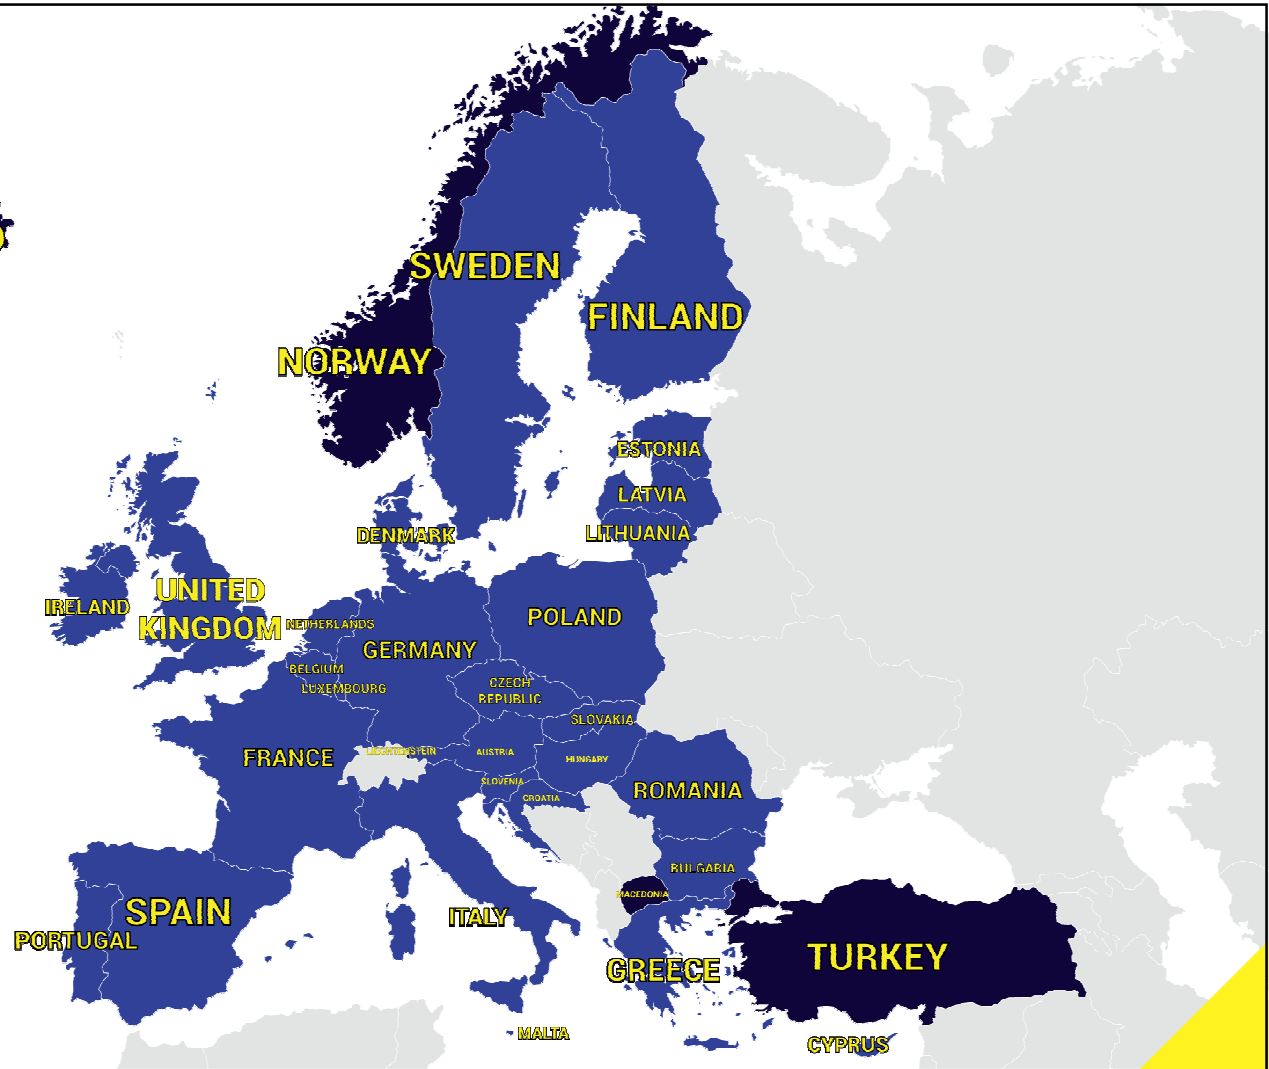 SWEDEN
FINLAND
NORWAY
ESTONIA
LATVIA
LITHUANIA
DENMARK
UNITED
KINGDOM
IRELAND
NETHERLANDS
POLAND
GERMANY
BELGIUM
LUXEMBOURG
CZECH
REPUBLIC
SLOVAKIA
FRANCE
LIECHTENSTEIN
AUSTRIA
HUNGARY
SLOVENIA
CROATIA
ROMANIA
BULGARIA
MACEDONIA
SPAIN
PORTUGAL
ITALY
GREECE
TURKEY
MALTA
CYPRUS